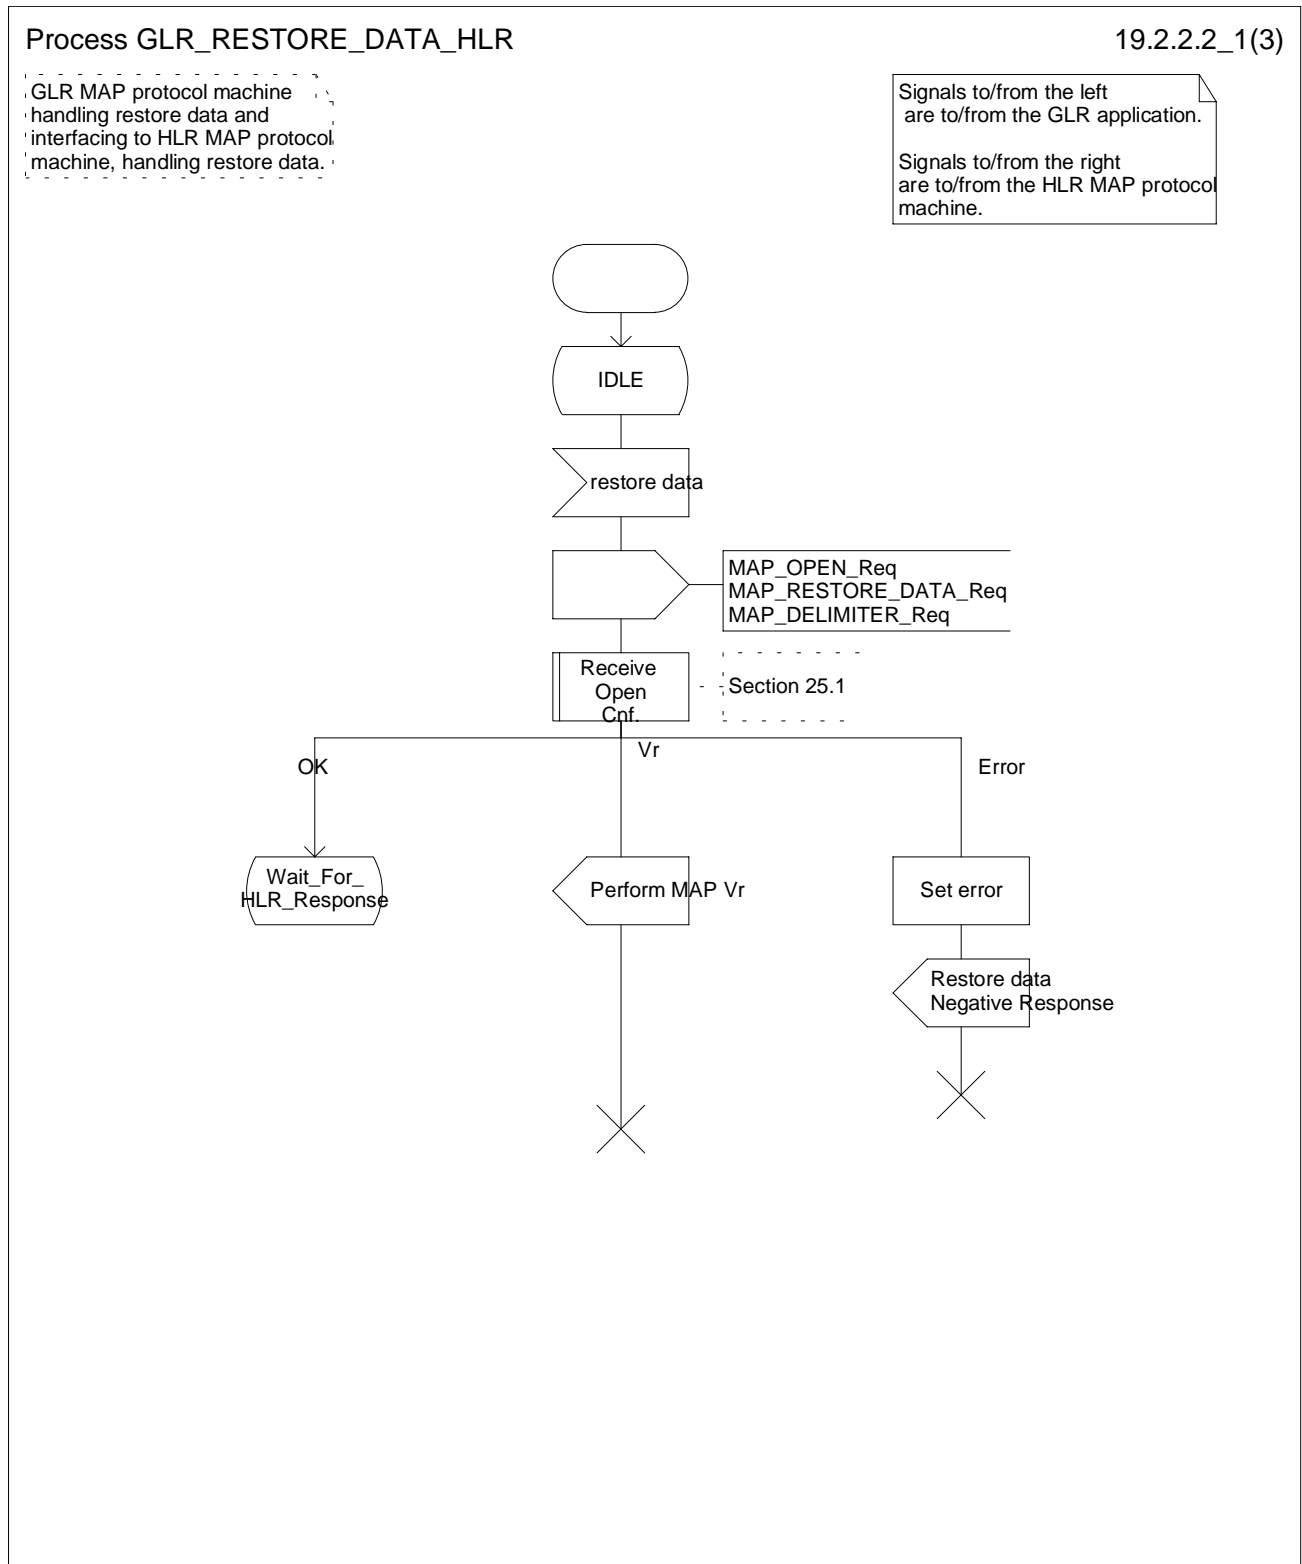 Process GLR_RESTORE_DATA_HLR
19.2.2.2_1(3)
GLR MAP protocol machine
handling restore data and
interfacing to HLR MAP protocol
machine, handling restore data.
Signals to/from the left
are to/from the GLR application.
Signals to/from the right
are to/from the HLR MAP protocol
machine.
IDLE
restore data
MAP_OPEN_Req
MAP_RESTORE_DATA_Req
MAP_DELIMITER_Req
Receive
Open
Cnf.
Section 25.1
OK
Vr
Error
Wait_For_
HLR_Response
Perform MAP Vr
Set error
Restore data
Negative Response